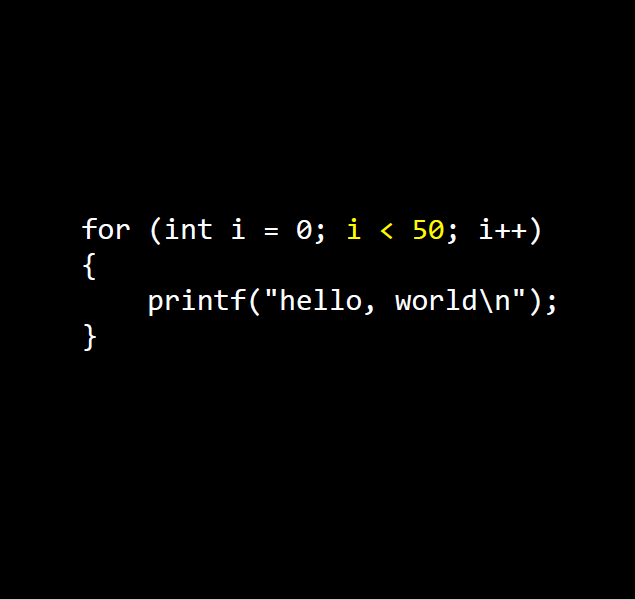 for (int i = 0; i < 50; i++)
{
    printf("hello, world\n");
}